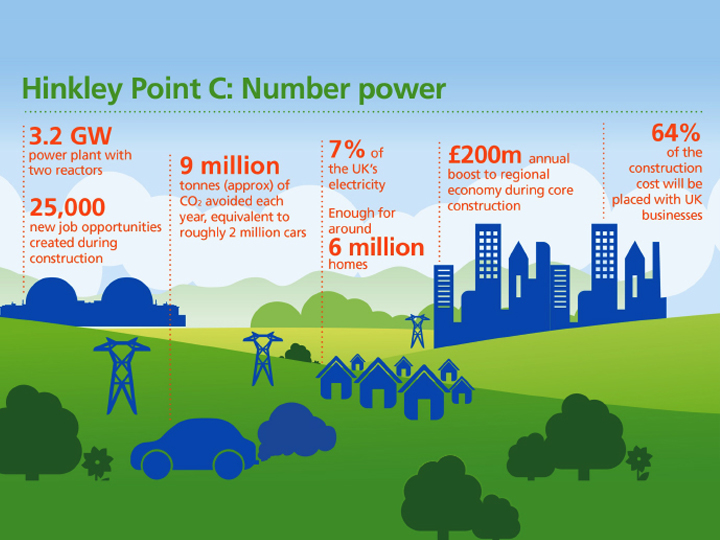 Hinkley Point C: Number power
3.2 GW
power plant with
two reactors
25,000
new job opportunities
created during
construction
9 million
tonnes (approx) of
CO₂ avoided each
year, equivalent to
roughly 2 million cars
7% of
the UK's
electricity
Enough for
around
6 million
homes
£200m annual
boost to regional
economy during core
construction
64%
of the
construction
cost will be
placed with UK
businesses